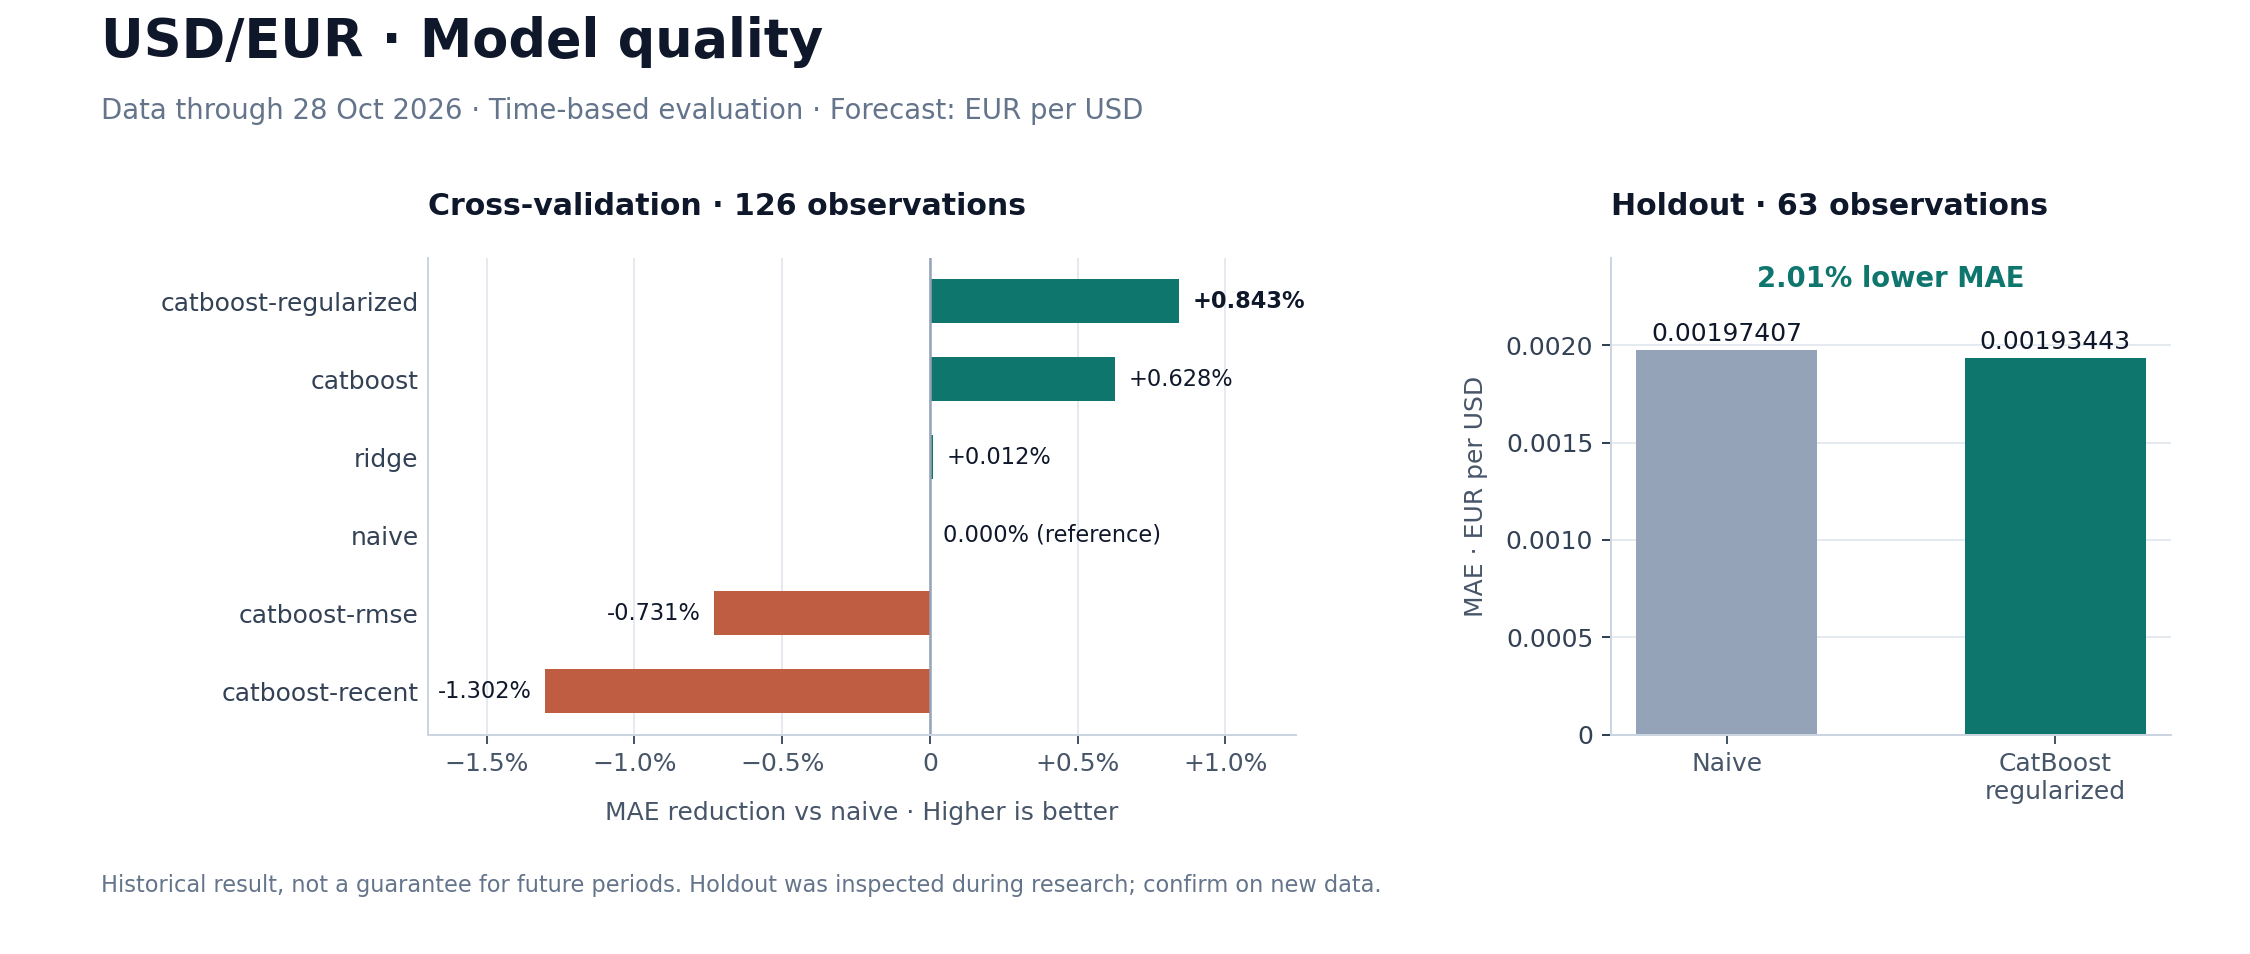 USD/EUR · Model quality
Data through 28 Oct 2026 · Time-based evaluation · Forecast: EUR per USD
Cross-validation · 126 observations
catboost-regularized
+0.843%
catboost
+0.628%
ridge
+0.012%
naive
0.000% (reference)
catboost-rmse
-0.731%
catboost-recent
-1.302%
−1.5%
−1.0%
−0.5%
0
+0.5%
+1.0%
MAE reduction vs naive · Higher is better
Holdout · 63 observations
2.01% lower MAE
0.00197407
0.00193443
MAE · EUR per USD
0.0020
0.0015
0.0010
0.0005
0
Naive
CatBoost
regularized
Historical result, not a guarantee for future periods. Holdout was inspected during research; confirm on new data.